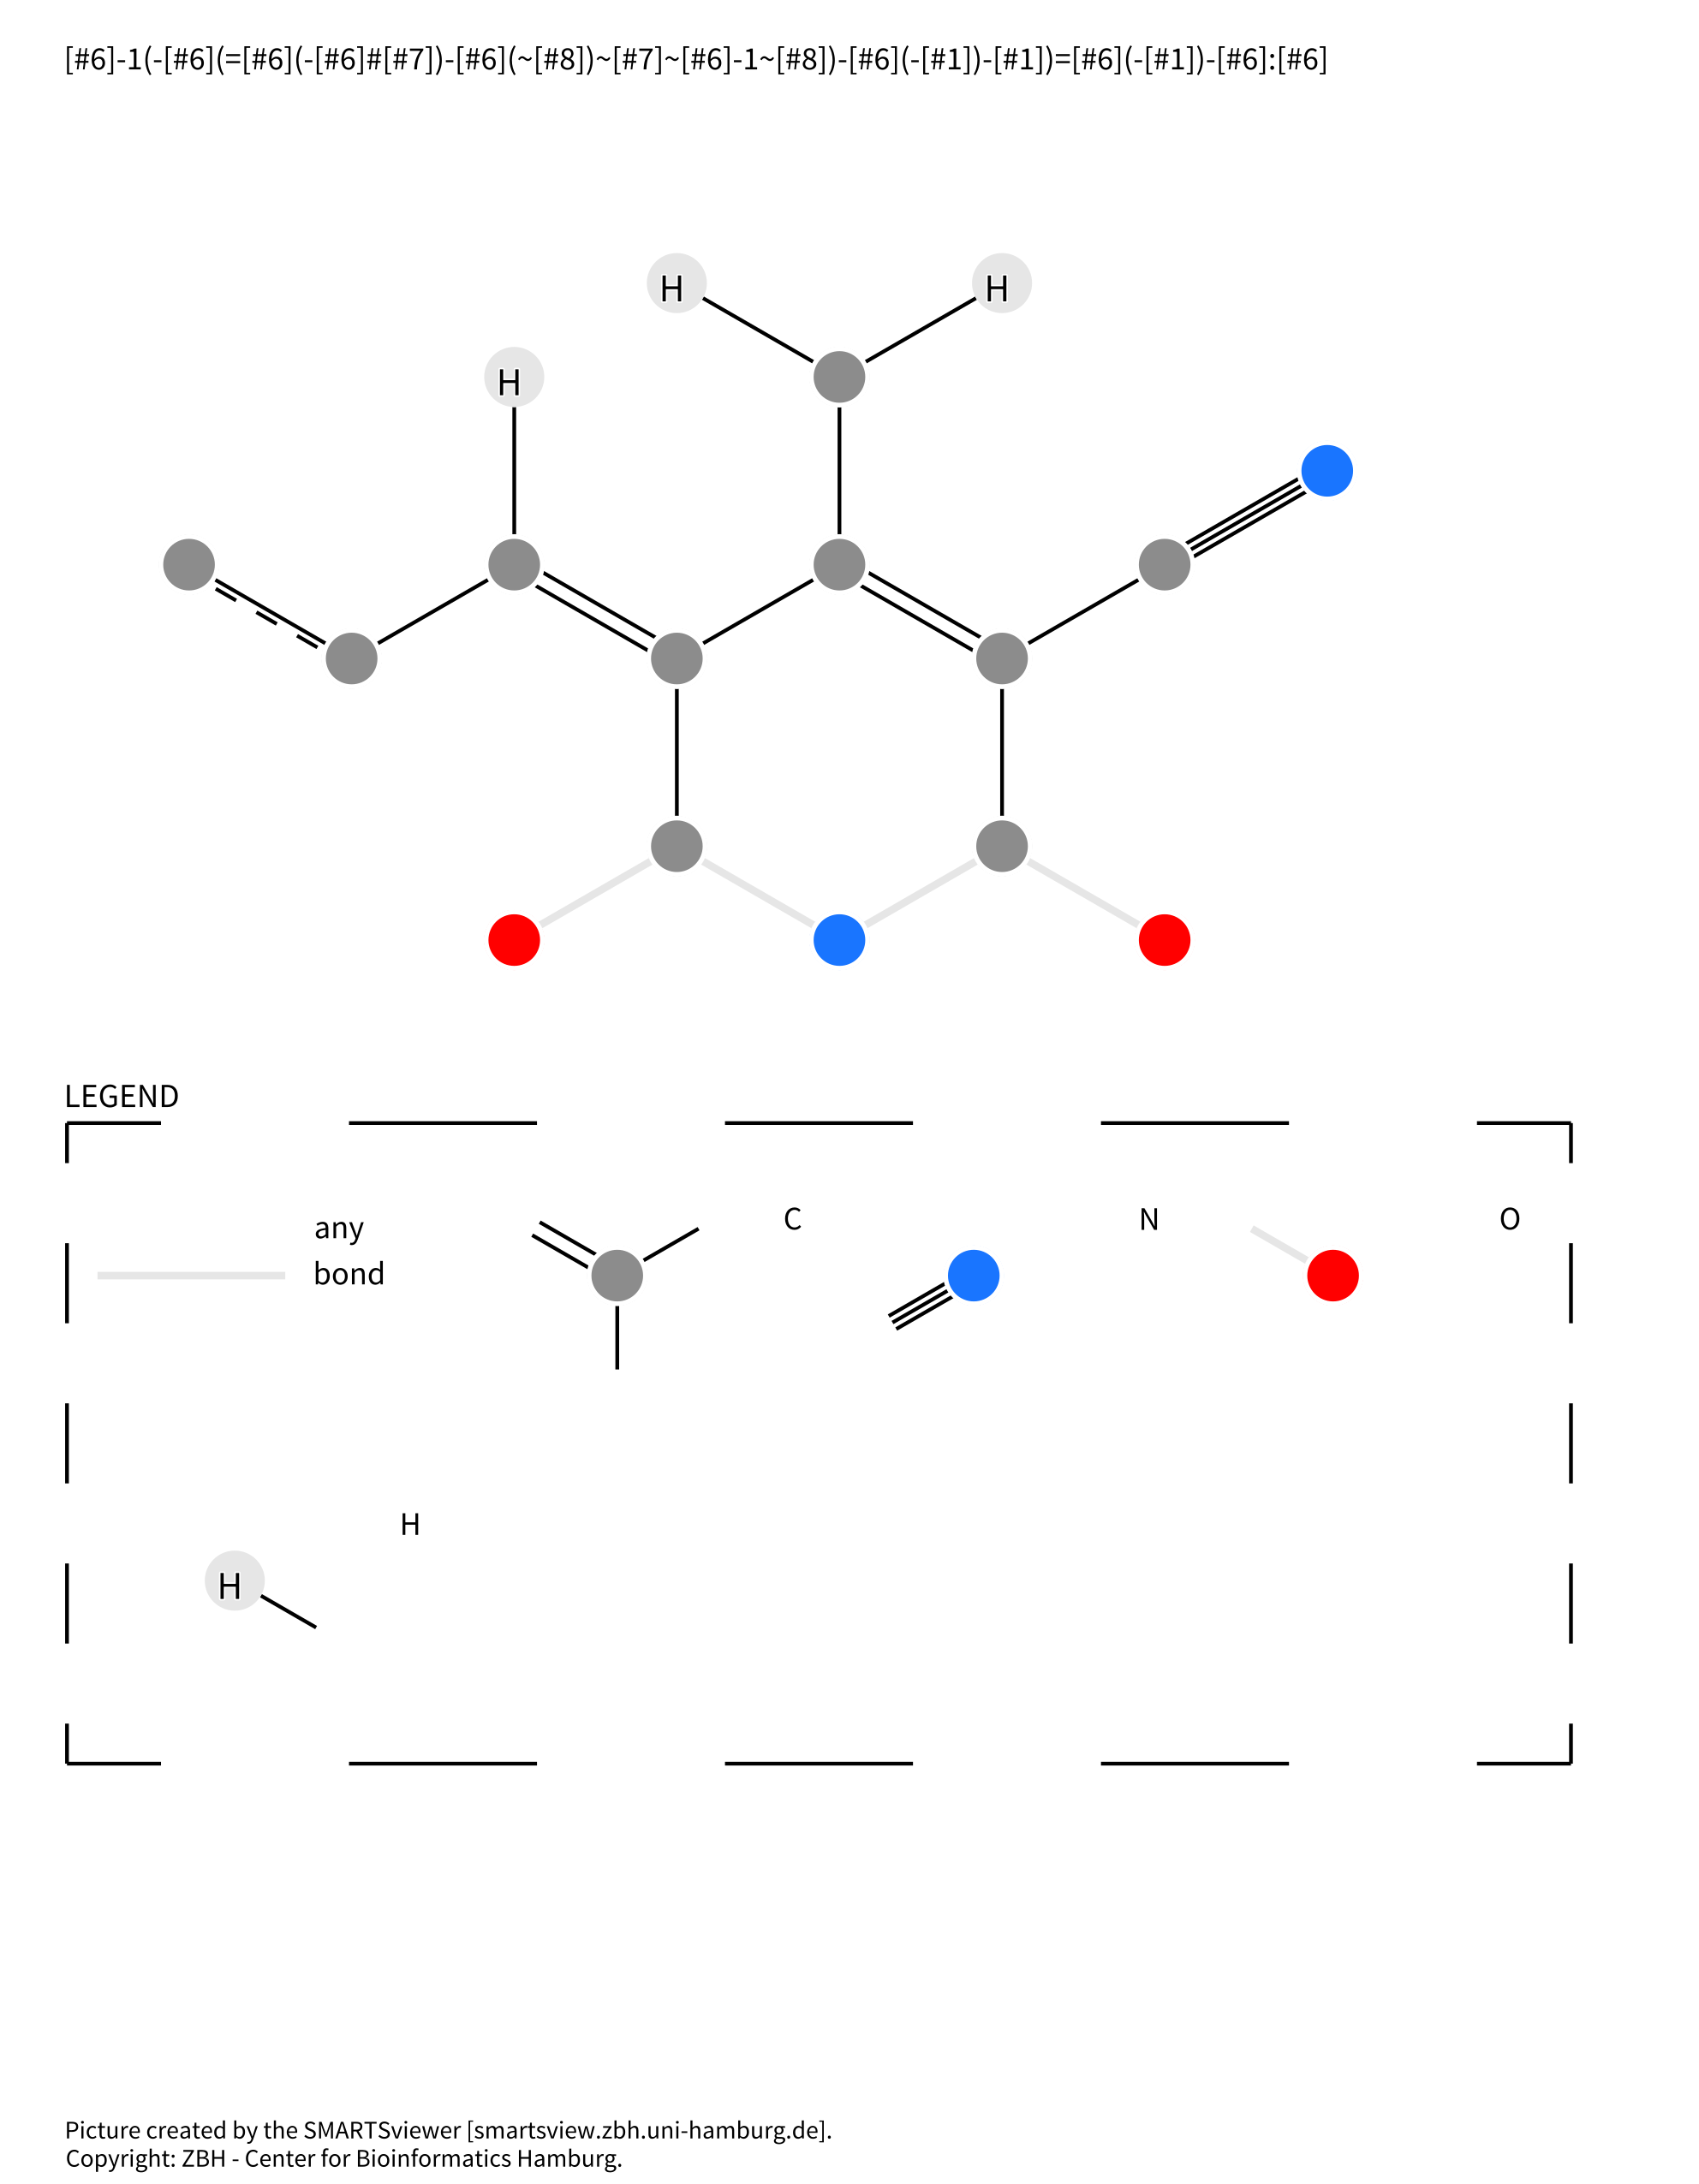 [#6]-1(-[#6](=[#6](-[#6]#[#7])-[#6](~[#8])~[#7]~[#6]-1~[#8])-[#6](-[#1])-[#1])=[#6](-[#1])-[#6]:[#6]
H H
H
LEGEND
any
bond
C
N
O
H
H
Picture created by the SMARTSviewer [smartsview.zbh.uni-hamburg.de].
Copyright: ZBH - Center for Bioinformatics Hamburg.